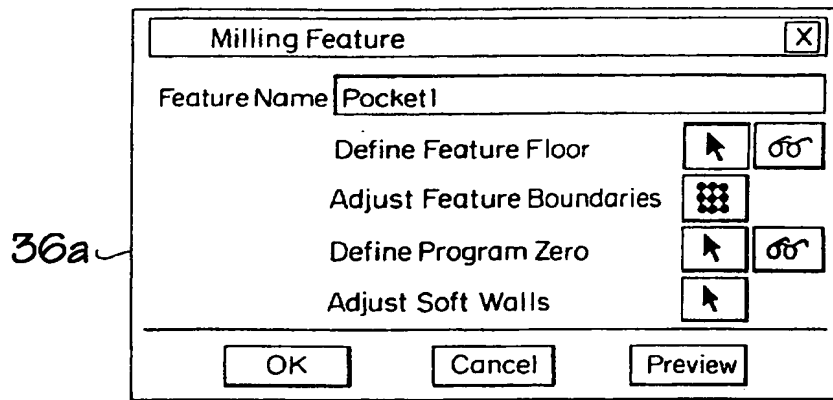 Milling Feature X
Feature Name Pocket1
Define Feature Floor
Adjust Feature Boundaries
36a
Define Program Zero
Adjust Soft Walls
OK Cancel Preview